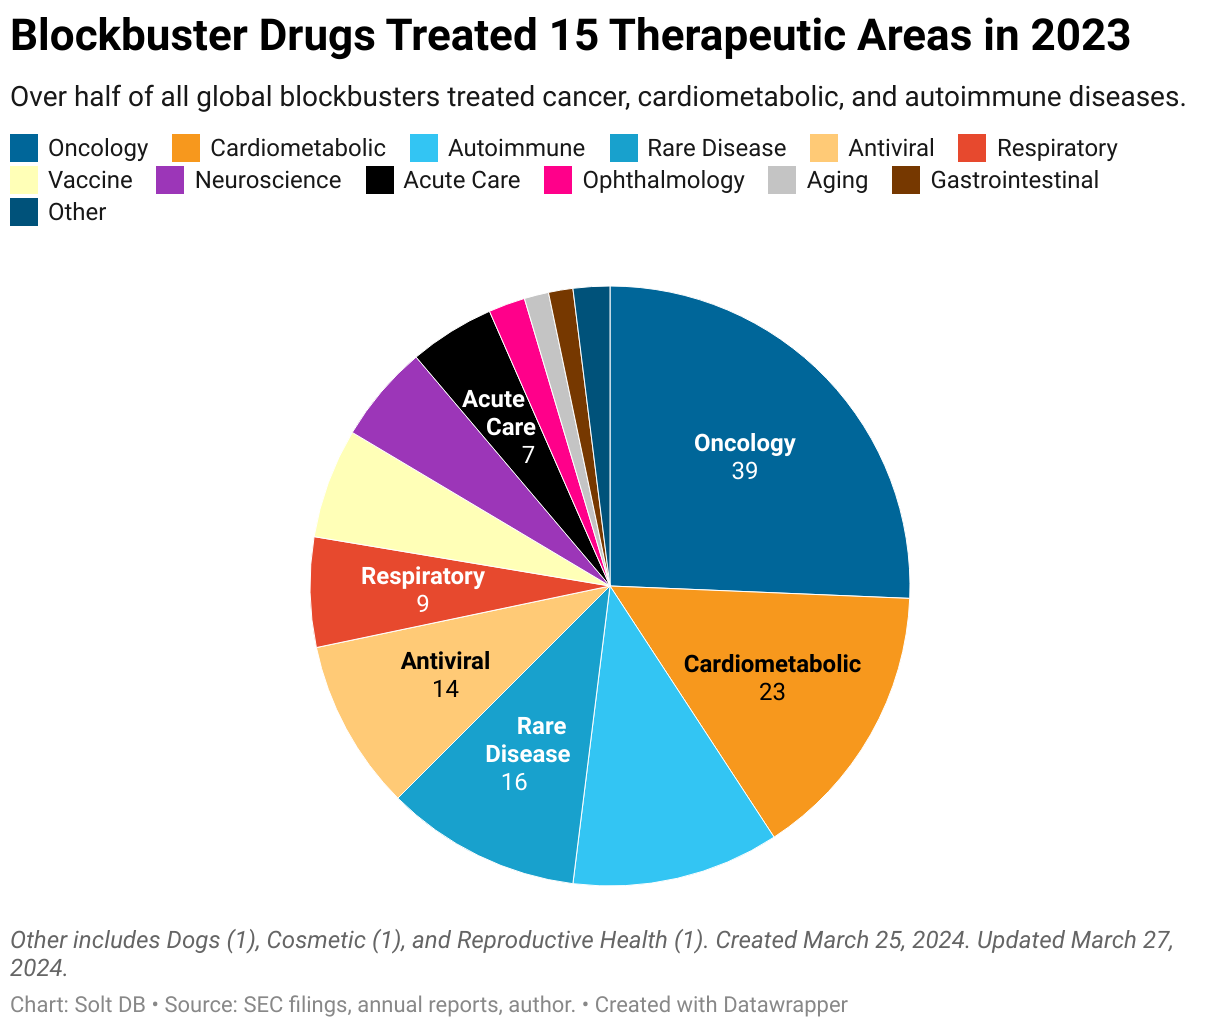 Blockbuster Drugs Treated 15 Therapeutic Areas in 2023
Over half of all global blockbusters treated cancer, cardiometabolic, and autoimmune diseases.
Oncology Cardiometabolic Autoimmune Rare Disease Antiviral Respiratory
Vaccine Neuroscience Acute Care Ophthalmology Aging Gastrointestinal
Other
Acute
Care
7
Oncology
39
Respiratory
9
Cardiometabolic
23
Antiviral
14
Rare
Disease
16
Other includes Dogs (1), Cosmetic (1), and Reproductive Health (1). Created March 25, 2024. Updated March 27,
2024.
Chart: Solt DB • Source: SEC filings, annual reports, author. • Created with Datawrapper